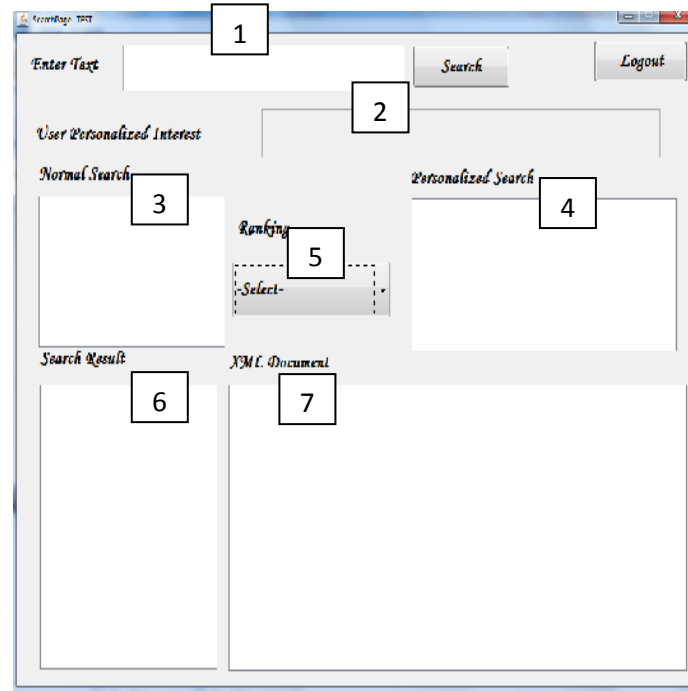 SearchPage TEST
1
Enter Text
Search
Logout
2
User Personalized Interest
Normal Search
Personalized Search
3
4
Ranking
5
-Select-
Search Result
XML Document
6
7